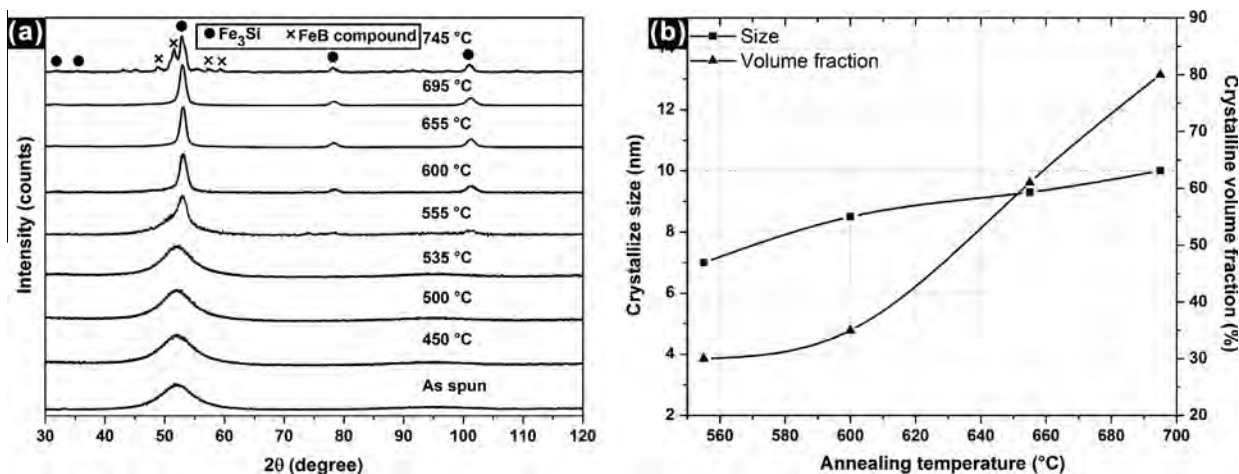 (a)
● Fe₃Si × FeB compound
745 °C
695 °C
655 °C
600 °C
555 °C
535 °C
500 °C
450 °C
As spun
Intensity (counts)
30 40 50 60 70 80 90 100 110 120
2θ (degree)
(b)
Size
Volume fraction
12
10
8
6
4
2
Crystallize size (nm)
90
80
70
60
50
40
30
20
Crystalline volume
fraction (%)
560 580 600 620 640 660 680 700
Annealing temperature (°C)